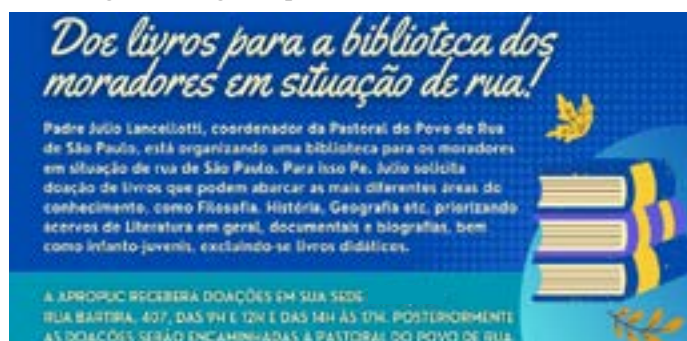 Doe livros para a biblioteca dos
moradores em situação de rua!
Padre Julio Lancellotti, coordenador da Pastoral do Povo de Rua
de São Paulo, está organizando uma biblioteca para os moradores
em situação de rua de São Paulo. Para isso Pe. Julio solicita
doação de livros que podem abarcar as mais diferentes áreas do
conhecimento, como Filosofia, História, Geografia etc, priorizando
acervos de Literatura em geral, documentais e biografias, bem
como infanto-juvenis, excluindo-se livros didáticos.
A APROPUC RECEBERÁ DOAÇÕES EM SUA SEDE
RUA BARTIRA, 407, DAS 9H E 12H E DAS 14H ÀS 17H. POSTERIORMENTE
AS DOAÇÕES SERÃO ENCAMINHADAS A PASTORAL DO POVO DE RUA